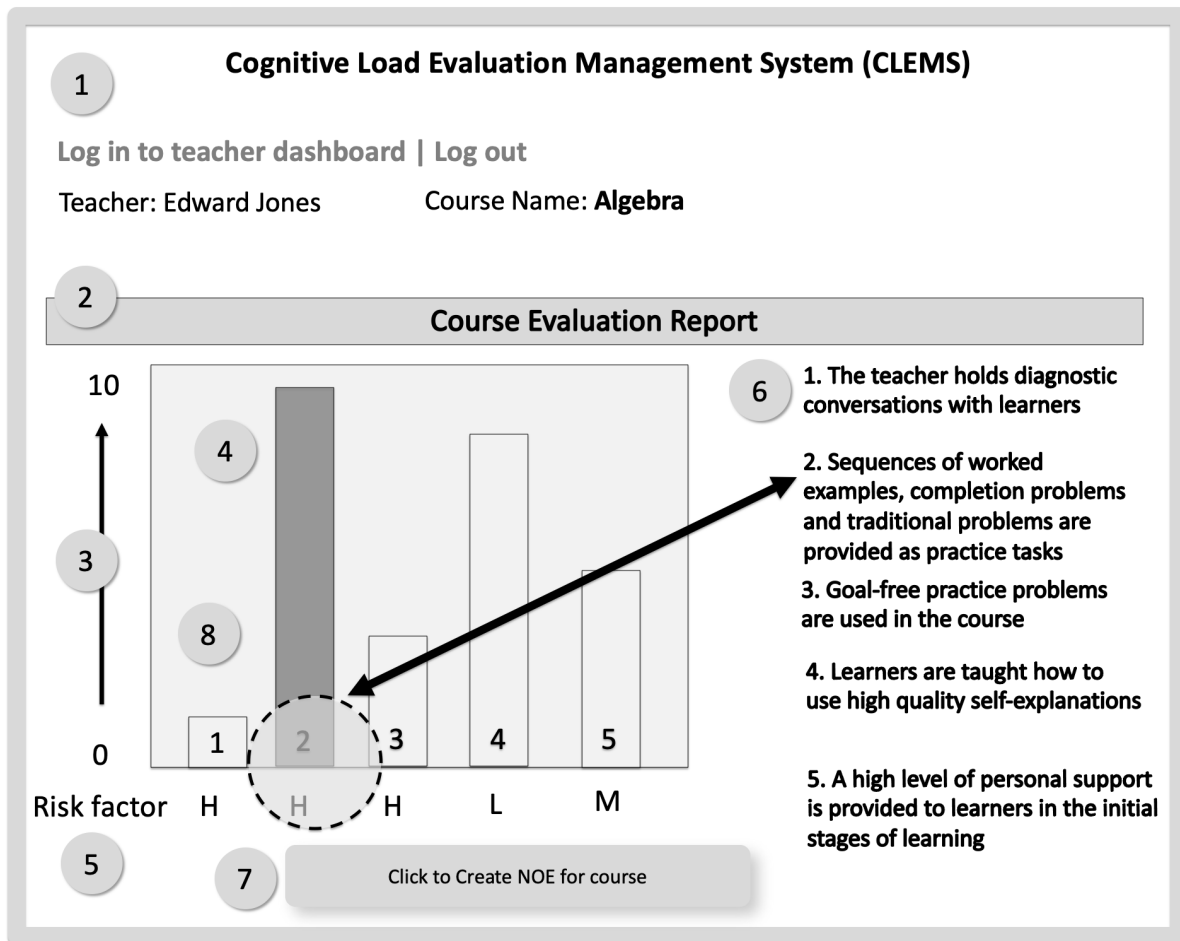 Cognitive Load Evaluation Management System (CLEMS)
1
Log in to teacher dashboard | Log out
Teacher: Edward Jones
Course Name: Algebra
2
Course Evaluation Report
10
3
0
4
8
1
2
3
4
5
Risk factor
H
H
H
L
M
5
7
Click to Create NOE for course
6
1. The teacher holds diagnostic
conversations with learners
2. Sequences of worked
examples, completion problems
and traditional problems are
provided as practice tasks
3. Goal-free practice problems
are used in the course
4. Learners are taught how to
use high quality self-explanations
5. A high level of personal support
is provided to learners in the initial
stages of learning